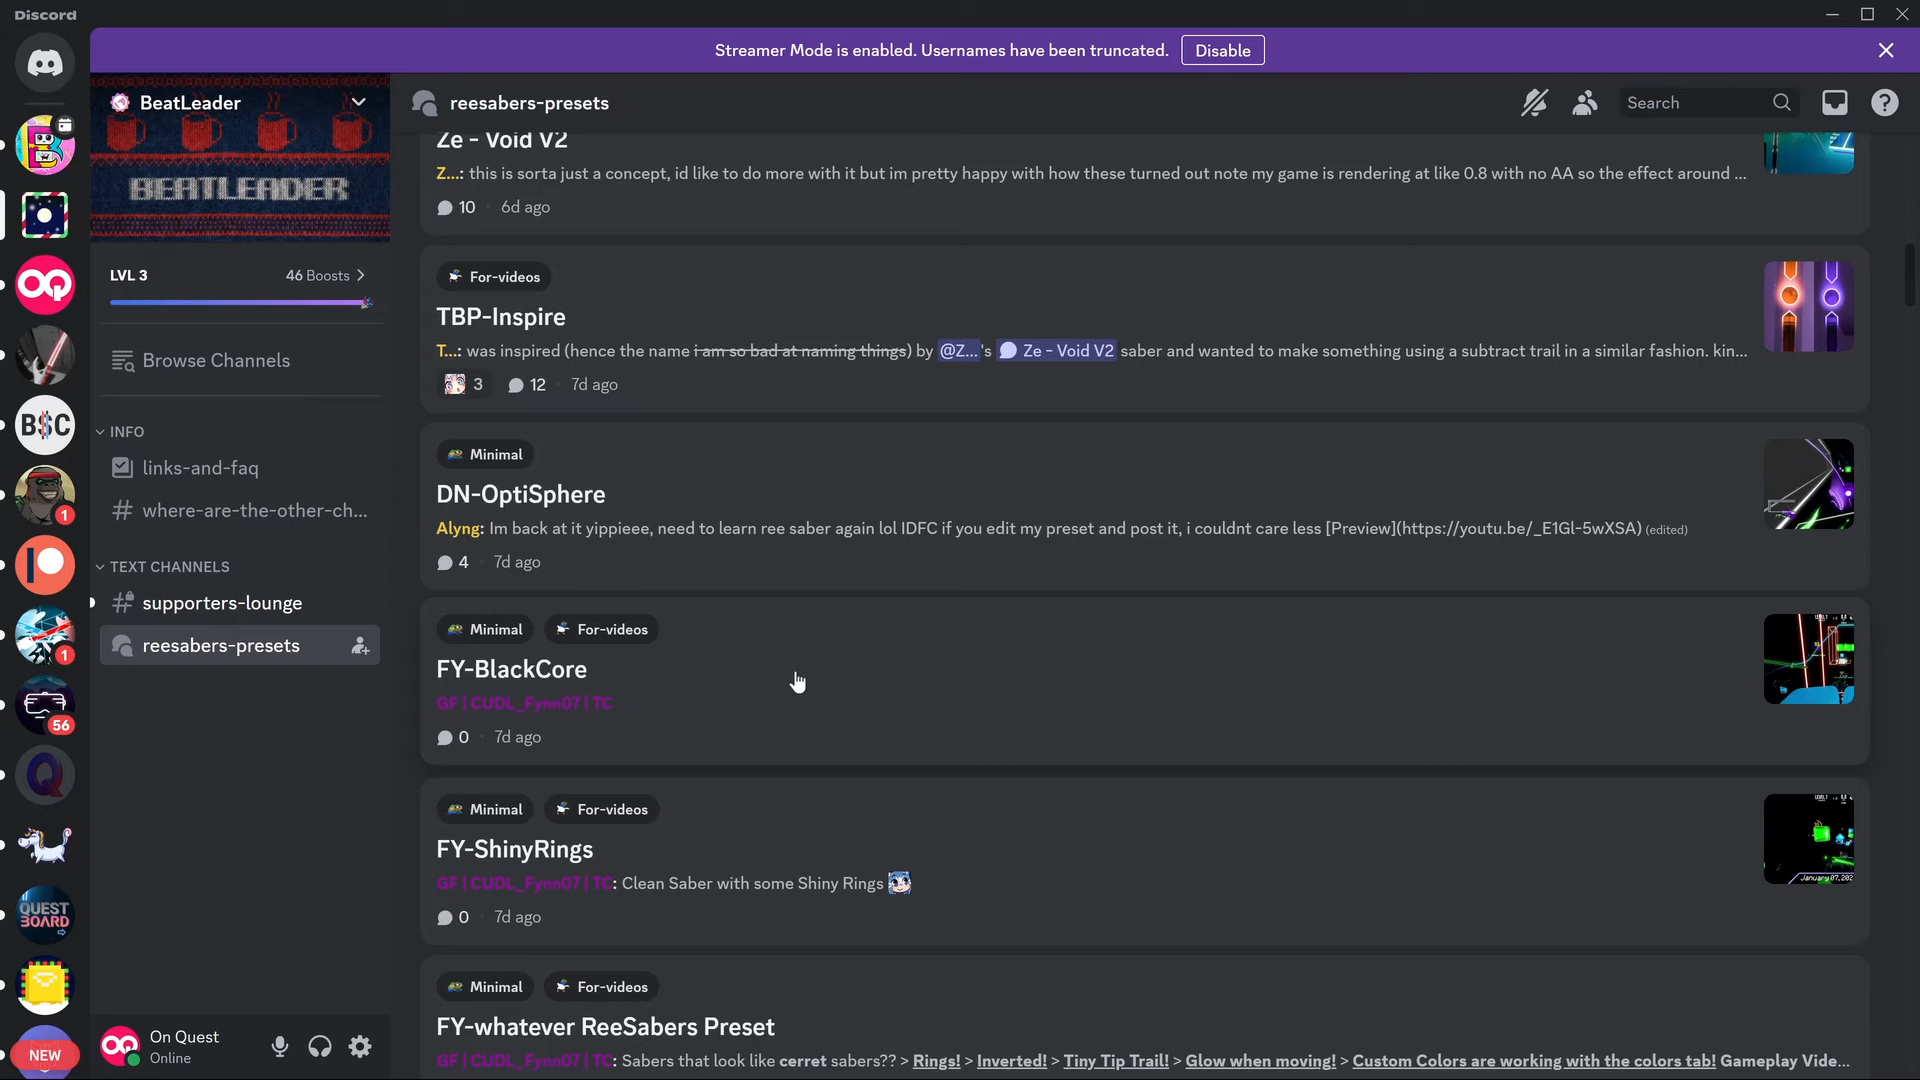 Discord
Streamer Mode is enabled. Usernames have been truncated. Disable
BeatLeader
BEATLEADER
LVL 3 46 Boosts
Browse Channels
INFO
links-and-faq
where-are-the-other-ch...
TEXT CHANNELS
supporters-lounge
reesabers-presets
OQ
BSC
1
1
56
QUEST BOARD
NEW
On Quest
Online
reesabers-presets
Search
Ze - Void V2
Z...: this is sorta just a concept, id like to do more with it but im pretty happy with how these turned out note my game is rendering at like 0.8 with no AA so the effect around ...
10 • 6d ago
For-videos
TBP-Inspire
T...: was inspired (hence the name i am so bad at naming things) by @Z...'s Ze - Void V2 saber and wanted to make something using a subtract trail in a similar fashion. kin...
3 12 • 7d ago
Minimal
DN-OptiSphere
Alyng: Im back at it yippieee, need to learn ree saber again lol IDFC if you edit my preset and post it, i couldnt care less [Preview](https://youtu.be/_E1Gl-5wXSA) (edited)
4 • 7d ago
Minimal For-videos
FY-BlackCore
GF | CUDL_Fynn07 | TC
0 • 7d ago
Minimal For-videos
FY-ShinyRings
GF | CUDL_Fynn07 | TC: Clean Saber with some Shiny Rings
0 • 7d ago
Minimal For-videos
FY-whatever ReeSabers Preset
GF | CUDL_Fynn07 | TC: Sabers that look like cerret sabers?? > Rings! > Inverted! > Tiny Tip Trail! > Glow when moving! > Custom Colors are working with the colors tab! Gameplay Vide...